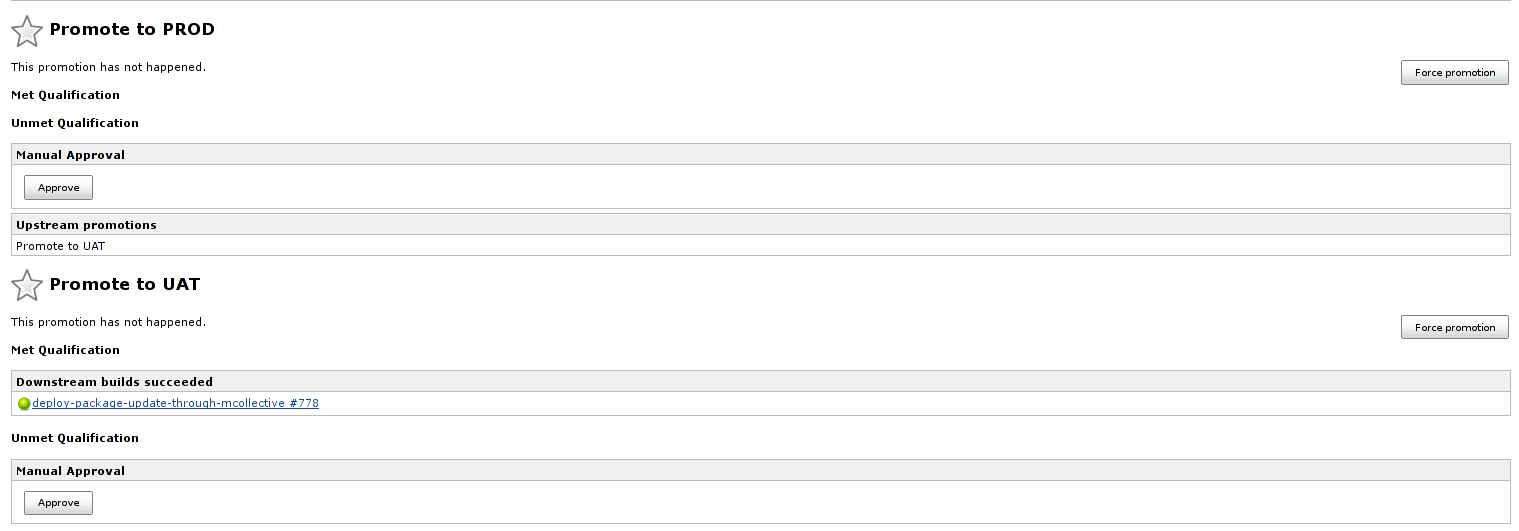 Promote to PROD
This promotion has not happened.
Force promotion
Met Qualification
Unmet Qualification
Manual Approval
Approve
Upstream promotions
Promote to UAT
Promote to UAT
This promotion has not happened.
Force promotion
Met Qualification
Downstream builds succeeded
deploy-package-update-through-mcollective #778
Unmet Qualification
Manual Approval
Approve